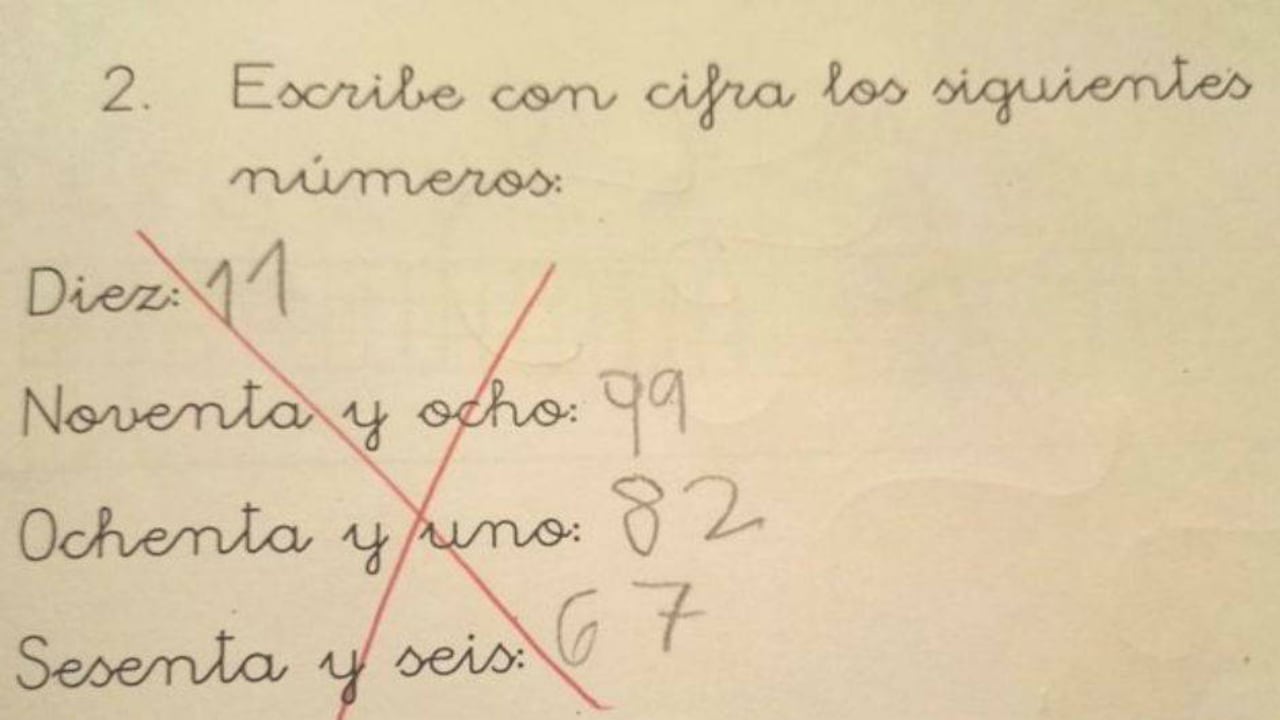 2. Escribe con cifra los siguientes
números:
Diez: 11
Noventa y ocho: 99
Ochenta y uno: 82
Sesenta y seis: 67